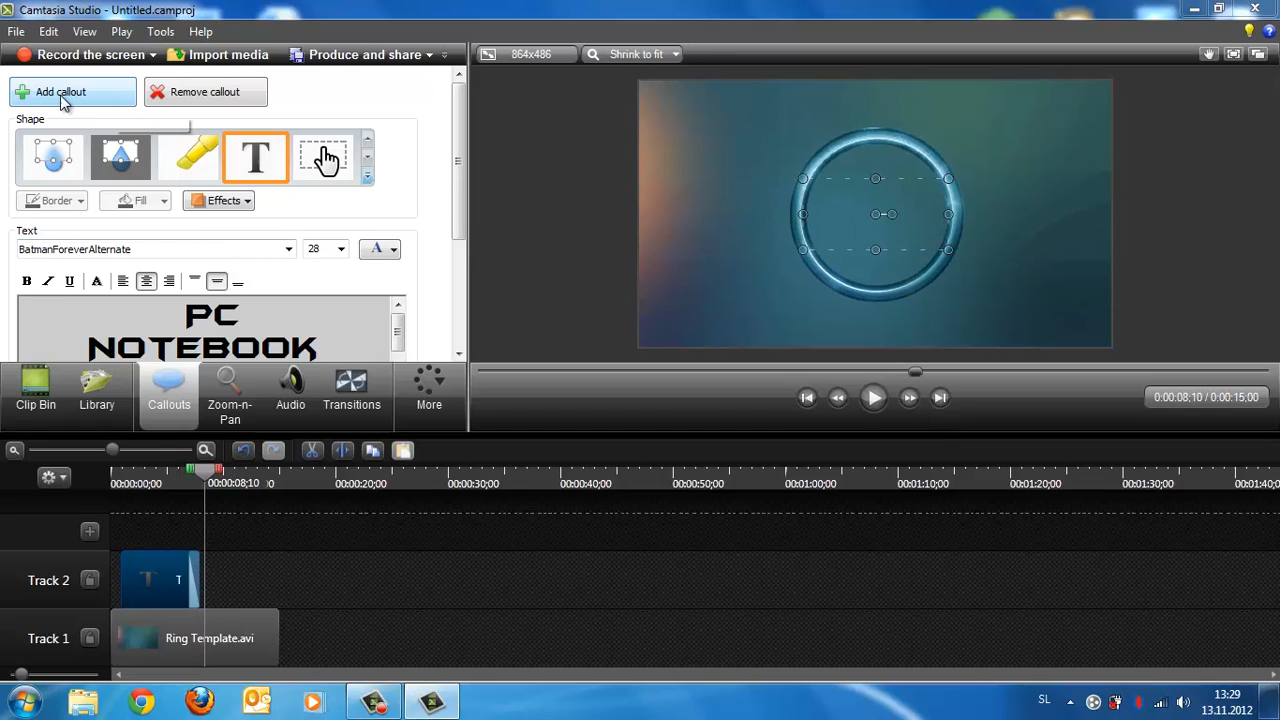 Camtasia Studio - Untitled.camproj
File Edit View Play Tools Help
Record the screen Import media Produce and share
864x486 Shrink to fit
Add callout Remove callout
Shape
T
Border Fill Effects
Text
BatmanForeverAlternate 28 A
B I U A
PC
NOTEBOOK
Clip Bin Library Callouts Zoom-n-Pan Audio Transitions More
0:00:08;10 / 0:00:15;00
00:00:00;00 00:00:08;10 00:00:20;00 00:00:30;00 00:00:40;00 00:00:50;00 00:01:00;00 00:01:10;00 00:01:20;00 00:01:30;00 00:01:40;0
Track 2 T T
Track 1 Ring Template.avi
SL 13:29
13.11.2012